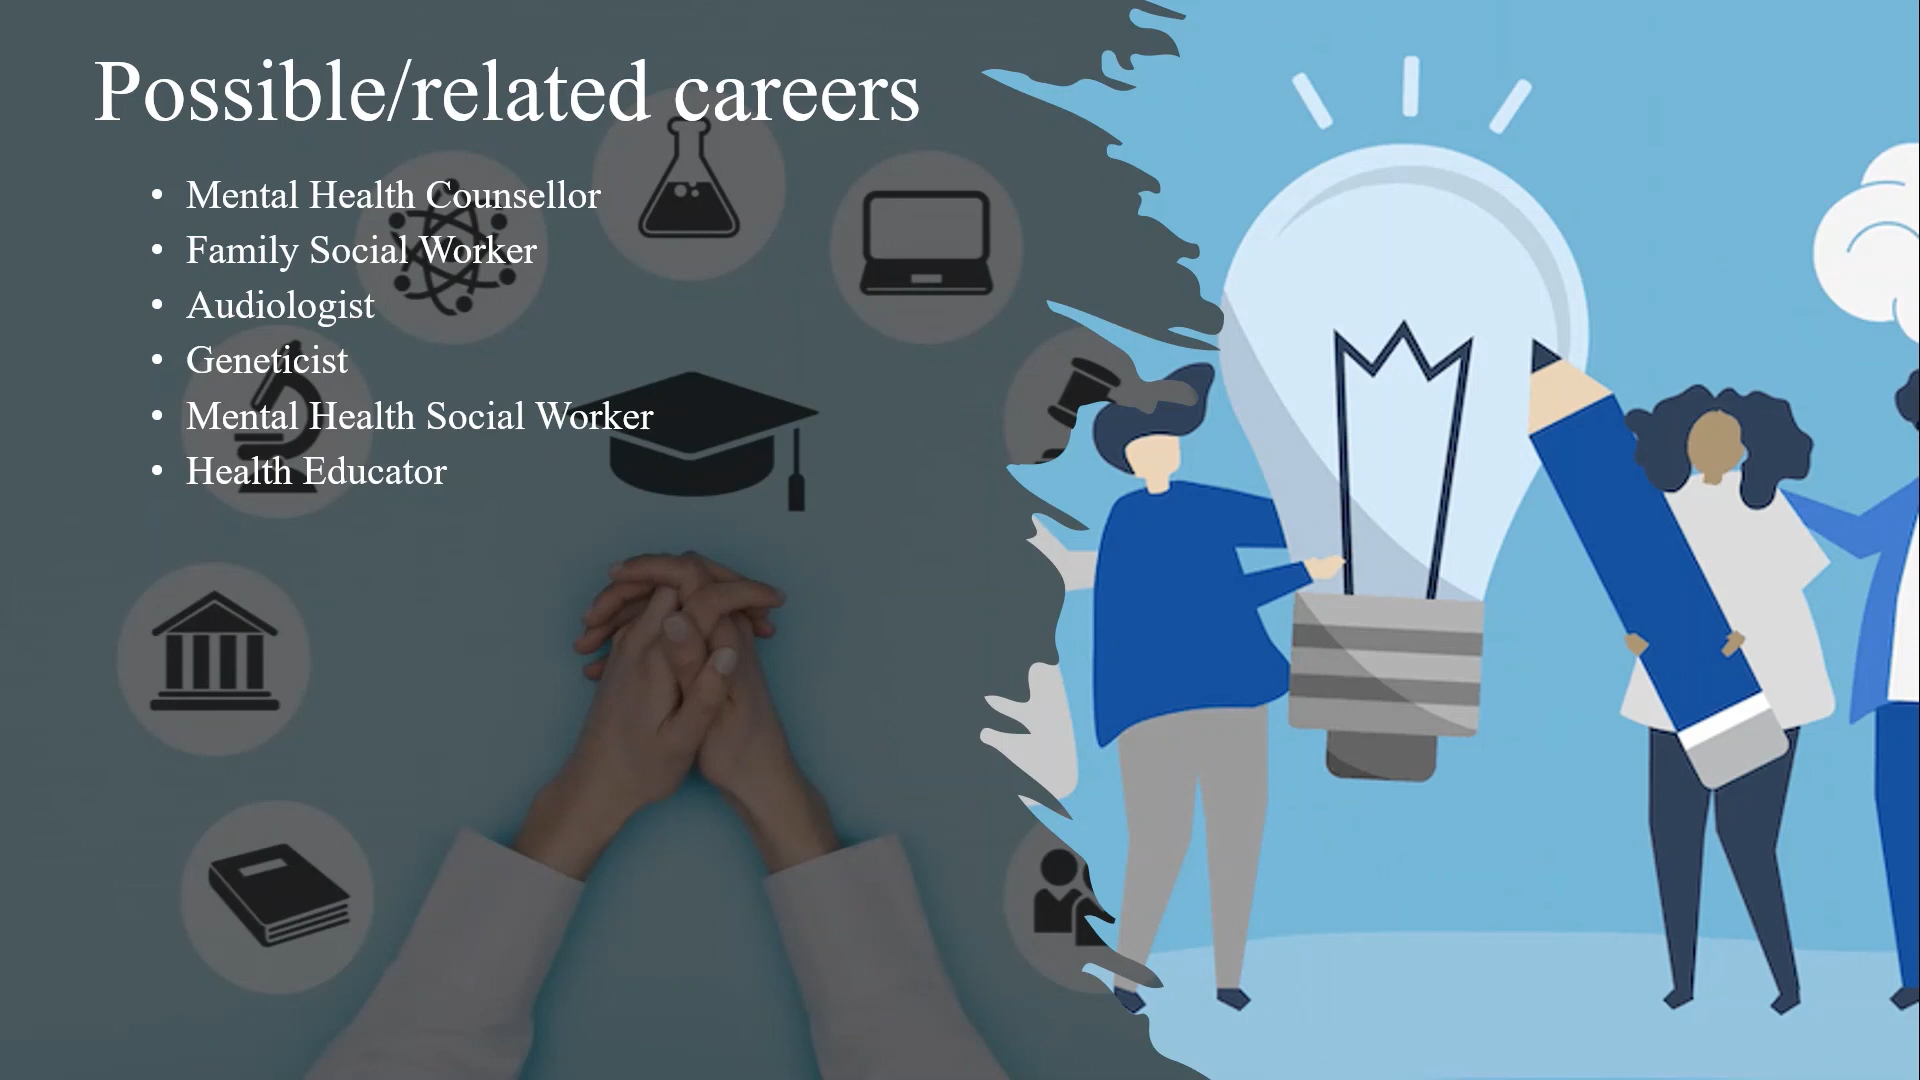 Possible/related careers
• Mental Health Counsellor
• Family Social Worker
• Audiologist
• Geneticist
• Mental Health Social Worker
• Health Educator